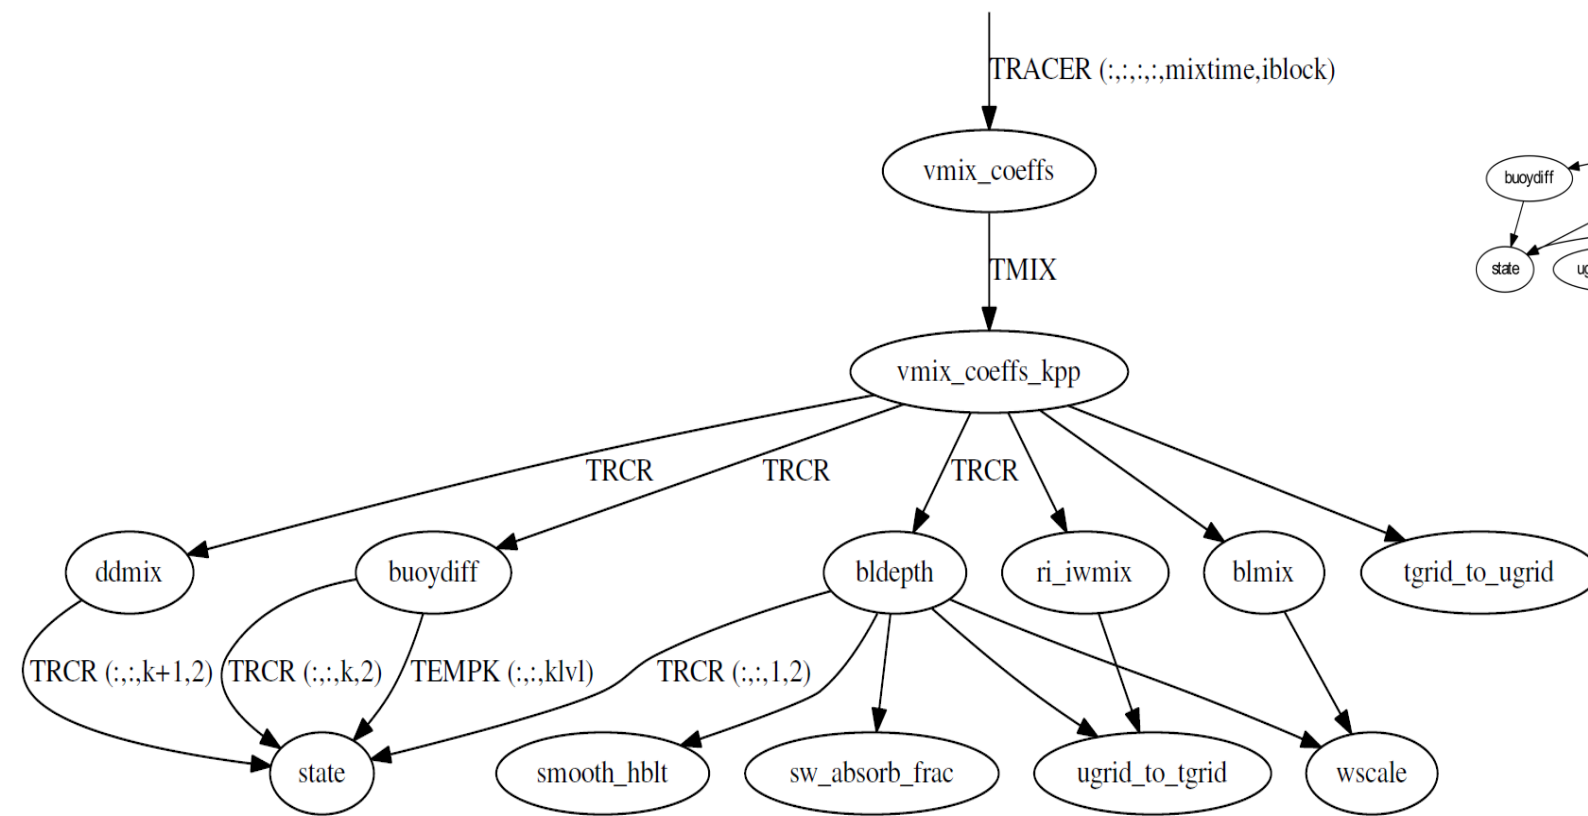 TRACER (:,:,:,:,mixtime,iblock)
vmix_coeffs
buoydiff
TMIX
state
ug
vmix_coeffs_kpp
TRCR
TRCR
TRCR
ddmix
buoydiff
bldepth
ri_iwmix
blmix
tgrid_to_ugrid
TRCR (:,:,k+1,2)
TRCR (:,:,k,2)
TEMPK (:,:,klvl)
TRCR (:,:,1,2)
state
smooth_hblt
sw_absorb_frac
ugrid_to_tgrid
wscale